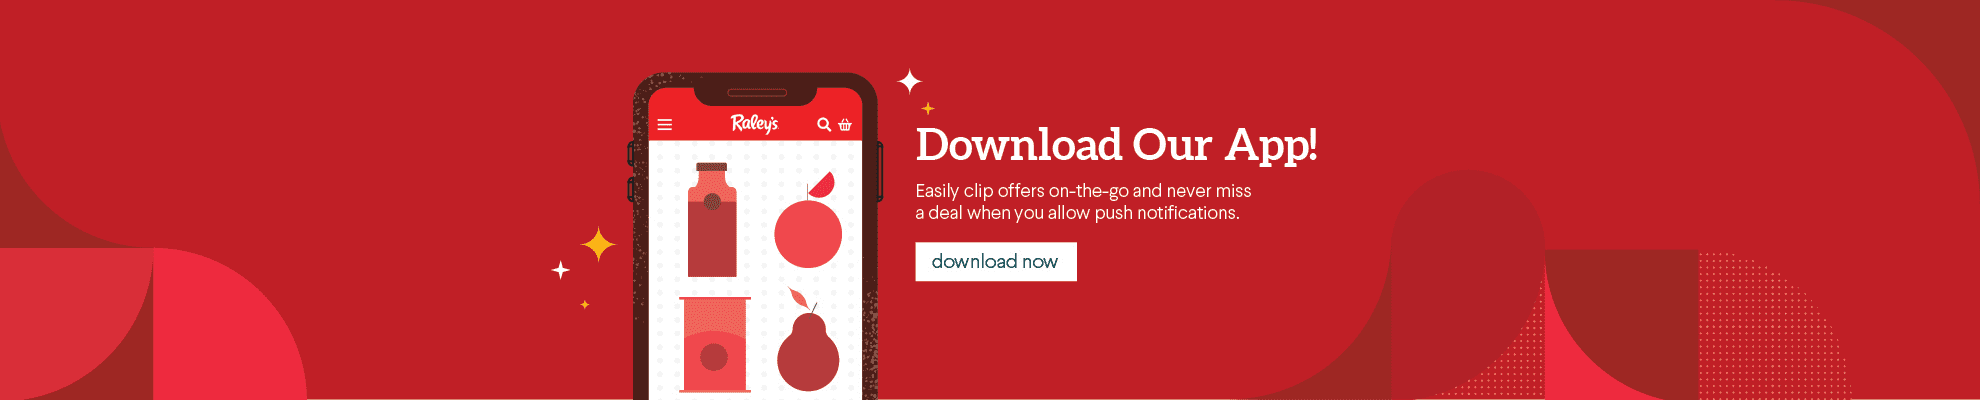 Raley's
Download Our App!
Easily clip offers on-the-go and never miss
a deal when you allow push notifications.
download now